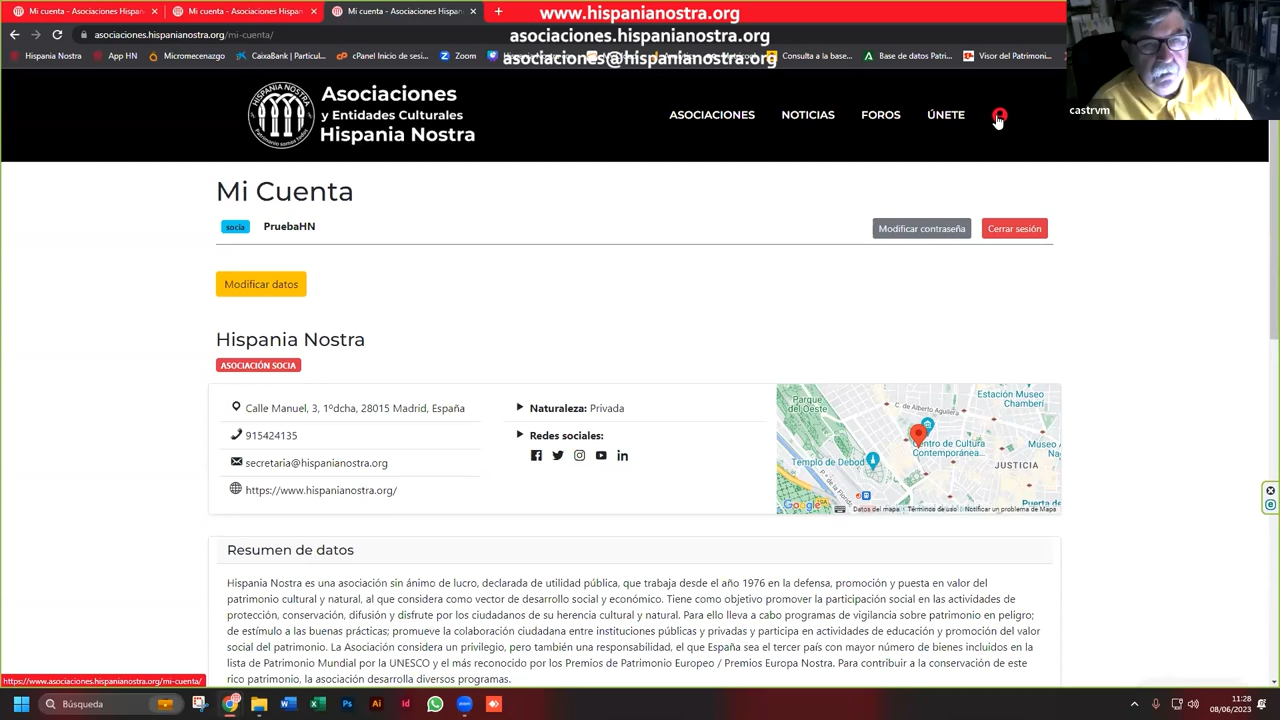 Mi cuenta - Asociaciones Hispan
Mi cuenta - Asociaciones Hispan
Mi cuenta - Asociaciones Hispan
www.hispanianostra.org
asociaciones.hispanianostra.org/mi-cuenta/
asociaciones.hispanianostra.org
Hispania Nostra
App HN
Micromecenazgo
CaixaBank | Particul...
cPanel Inicio de sesi...
Zoom
Consulta a la base...
Base de datos Patri...
Visor del Patrimoni...
asociaciones@hispanianostra.org
castrvm
HISPANIA NOSTRA
Asociaciones
y Entidades Culturales
Hispania Nostra
ASOCIACIONES
NOTICIAS
FOROS
ÚNETE
Mi Cuenta
socia
PruebaHN
Modificar contraseña
Cerrar sesión
Modificar datos
Hispania Nostra
ASOCIACIÓN SOCIA
Calle Manuel, 3, 1ºdcha, 28015 Madrid, España
915424135
secretaria@hispanianostra.org
https://www.hispanianostra.org/
Naturaleza: Privada
Redes sociales:
Parque
del Oeste
C. de Alberto Aguilera
Estación Museo
Chamberí
Centro de Cultura
Contemporánea...
Museo
Templo de Debod
JUSTICIA
Puerta de
Google
Datos del mapa
Términos de uso
Notificar un problema de Maps
Resumen de datos
Hispania Nostra es una asociación sin ánimo de lucro, declarada de utilidad pública, que trabaja desde el año 1976 en la defensa, promoción y puesta en valor del
patrimonio cultural y natural, al que considera como vector de desarrollo social y económico. Tiene como objetivo promover la participación social en las actividades de
protección, conservación, difusión y disfrute por los ciudadanos de su herencia cultural y natural. Para ello lleva a cabo programas de vigilancia sobre patrimonio en peligro;
de estímulo a las buenas prácticas; promueve la colaboración ciudadana entre instituciones públicas y privadas y participa en actividades de educación y promoción del valor
social del patrimonio. La Asociación considera un privilegio, pero también una responsabilidad, el que España sea el tercer país con mayor número de bienes incluidos en la
lista de Patrimonio Mundial por la UNESCO y el más reconocido por los Premios de Patrimonio Europeo / Premios Europa Nostra. Para contribuir a la conservación de este
rico patrimonio, la asociación desarrolla diversos programas.
https://www.asociaciones.hispanianostra.org/mi-cuenta/
Búsqueda
11:28
08/06/2023